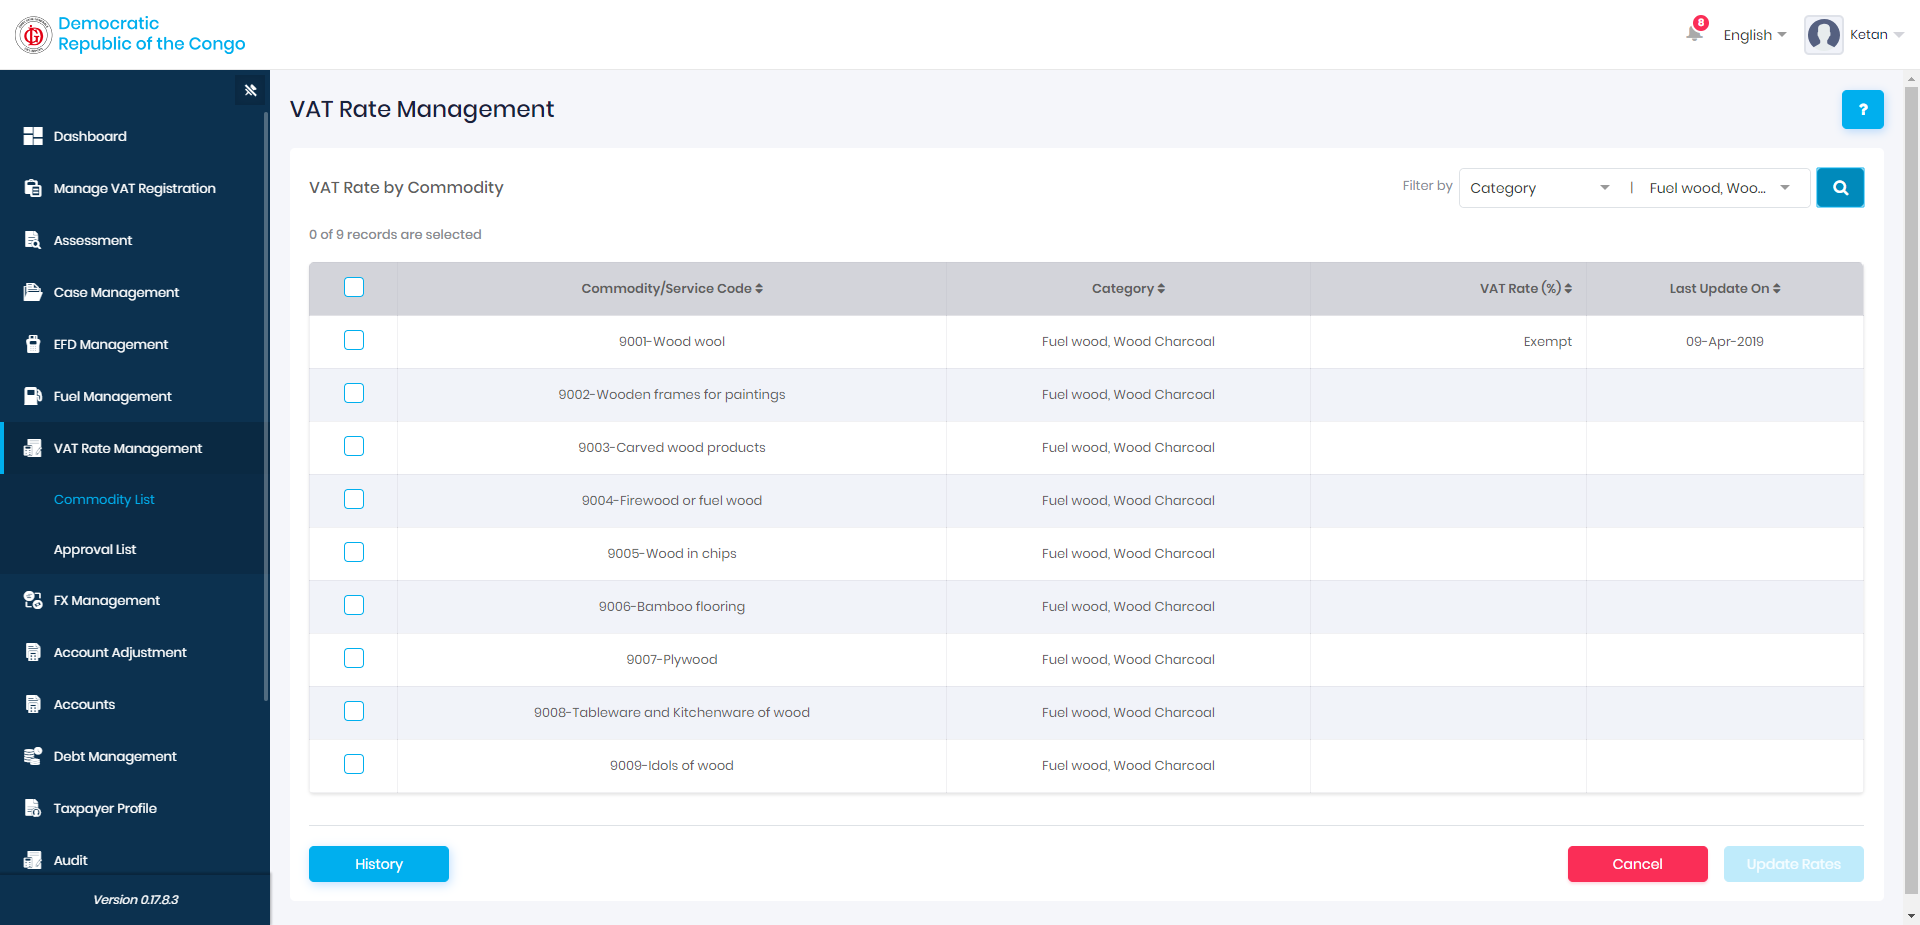 Democratic
Republic of the Congo
8
English
Ketan
Dashboard
Manage VAT Registration
Assessment
Case Management
EFD Management
Fuel Management
VAT Rate Management
Commodity List
Approval List
FX Management
Account Adjustment
Accounts
Debt Management
Taxpayer Profile
Audit
Version 0.17.8.3
VAT Rate Management
?
VAT Rate by Commodity
Filter by Category | Fuel wood, Woo...
0 of 9 records are selected
Commodity/Service Code Category VAT Rate (%) Last Update On
9001-Wood wool Fuel wood, Wood Charcoal Exempt 09-Apr-2019
9002-Wooden frames for paintings Fuel wood, Wood Charcoal
9003-Carved wood products Fuel wood, Wood Charcoal
9004-Firewood or fuel wood Fuel wood, Wood Charcoal
9005-Wood in chips Fuel wood, Wood Charcoal
9006-Bamboo flooring Fuel wood, Wood Charcoal
9007-Plywood Fuel wood, Wood Charcoal
9008-Tableware and Kitchenware of wood Fuel wood, Wood Charcoal
9009-Idols of wood Fuel wood, Wood Charcoal
History Cancel Update Rates